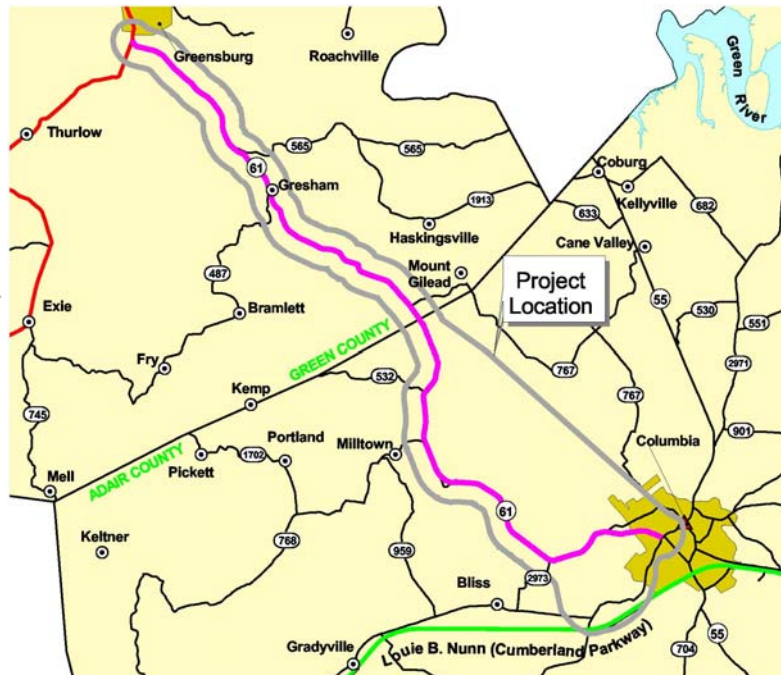 Greensburg
Roachville
Green
River
Thurlow
565
565
61
Gresham
Coburg
Kellyville
1913
682
633
Haskingsville
Cane Valley
487
Mount
Gilead
Project
Location
55
Exie
Bramlett
530
551
GREEN COUNTY
Fry
767
2971
532
767
Kemp
745
901
Columbia
ADAIR COUNTY
Portland
Milltown
Pickett
1702
Mell
61
Keltner
768
959
2973
Bliss
Louie B. Nunn (Cumberland Parkway)
55
Gradyville
704